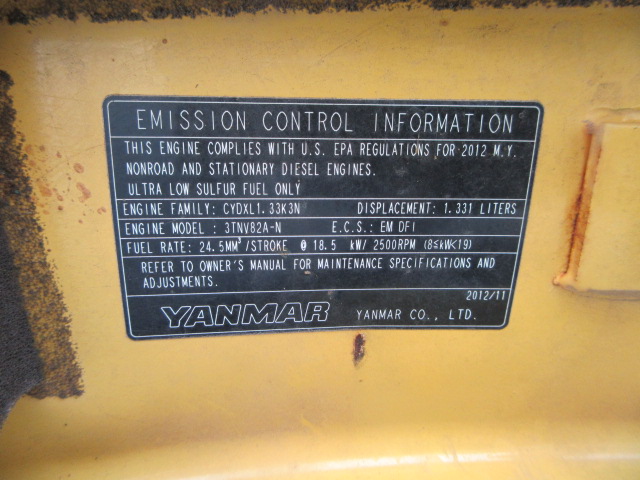 EMISSION CONTROL INFORMATION
THIS ENGINE COMPLIES WITH U.S. EPA REGULATIONS FOR 2012 M.Y.
NONROAD AND STATIONARY DIESEL ENGINES.
ULTRA LOW SULFUR FUEL ONLY
ENGINE FAMILY: CYDXL1.33K3N DISPLACEMENT: 1.331 LITERS
ENGINE MODEL: 3TNV82A-N E.C.S.: EM DFI
FUEL RATE: 24.5MM³/STROKE @ 18.5 kW/ 2500RPM (8≤kW<19)
REFER TO OWNER'S MANUAL FOR MAINTENANCE SPECIFICATIONS AND
ADJUSTMENTS.
2012/11
YANMAR YANMAR CO., LTD.